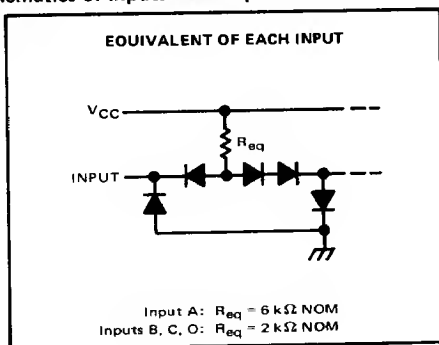 EQUIVALENT OF EACH INPUT
VCC
Req
INPUT
Input A: Req = 6 kΩ NOM
Inputs B, C, O: Req = 2 kΩ NOM